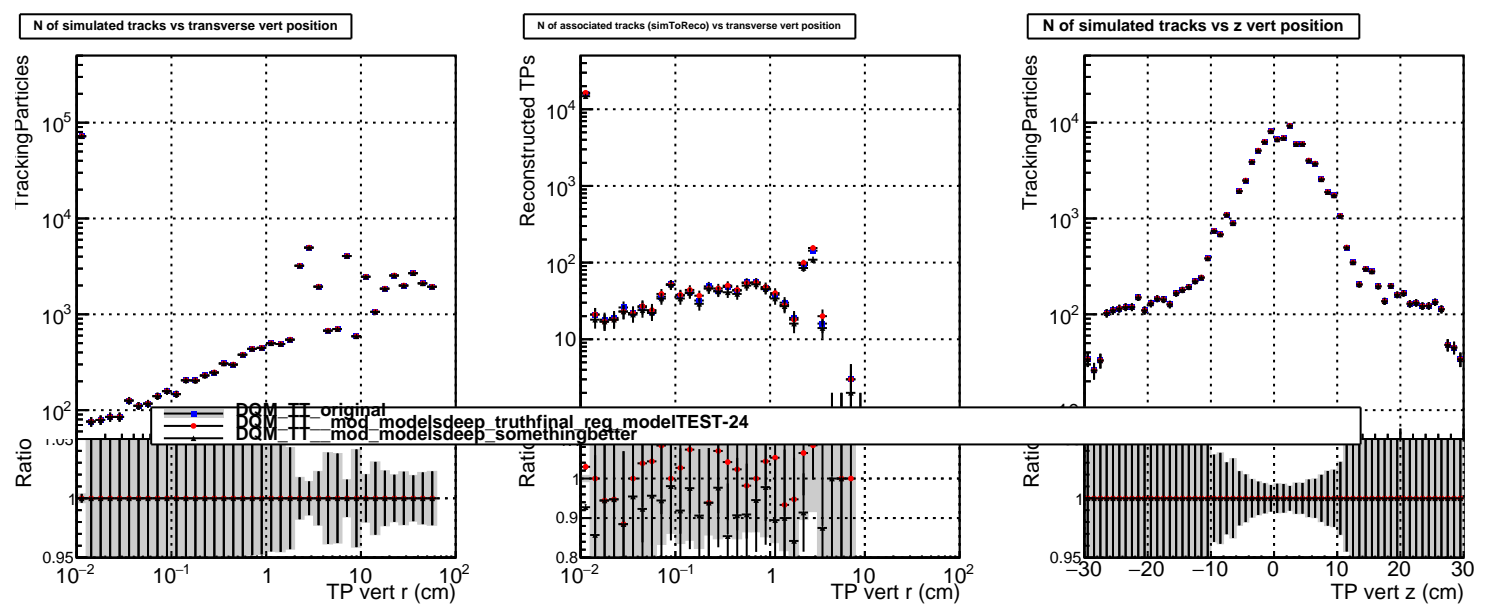 N of simulated tracks vs transverse vert position
N of associated tracks (simToReco) vs transverse vert position
N of simulated tracks vs z vert position
TrackingParticles
10^5
10^4
10^3
10^2
Reconstructed TPs
10^4
10^3
10^2
10
TrackingParticles
10^4
10^3
10^2
DQM_TT_original
DQM_TT__mod_modelsdeep_truthfinal_reg_modelTEST-24
DQM_TT__mod_modelsdeep_somethingbetter
Ratio
1
0.95
10^−2
10^−1
1
10
10^2
TP vert r (cm)
Ratio
1
0.9
0.8
10^−2
10^−1
1
10
10^2
TP vert r (cm)
Ratio
1
0.95
−30
−20
−10
0
10
20
30
TP vert z (cm)